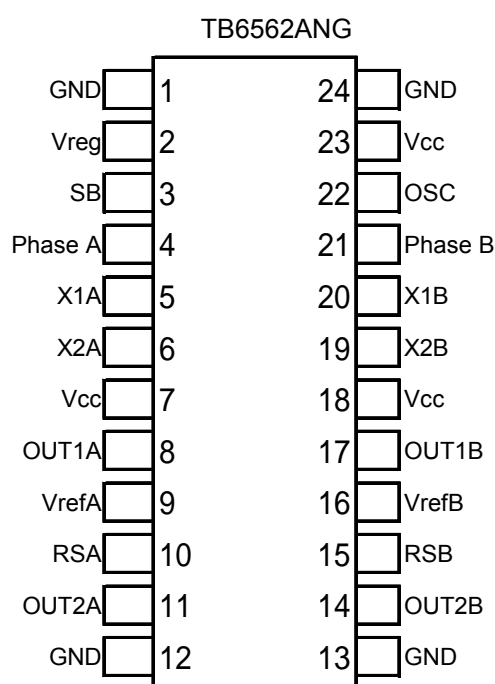 TB6562ANG
GND 1 24 GND
Vreg 2 23 Vcc
SB 3 22 OSC
Phase A 4 21 Phase B
X1A 5 20 X1B
X2A 6 19 X2B
Vcc 7 18 Vcc
OUT1A 8 17 OUT1B
VrefA 9 16 VrefB
RSA 10 15 RSB
OUT2A 11 14 OUT2B
GND 12 13 GND